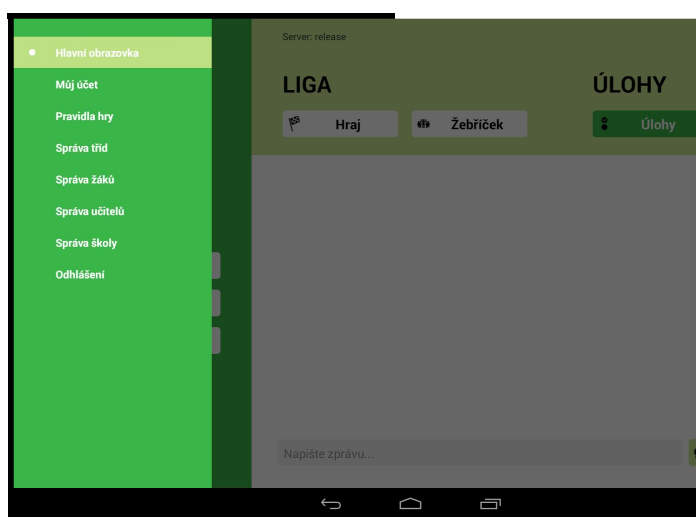 Hlavní obrazovka
Můj účet
Pravidla hry
Správa tříd
Správa žáků
Správa učitelů
Správa školy
Odhlášení
Server: release
LIGA
Hraj
Žebříček
ÚLOHY
Úlohy
Napište zprávu...